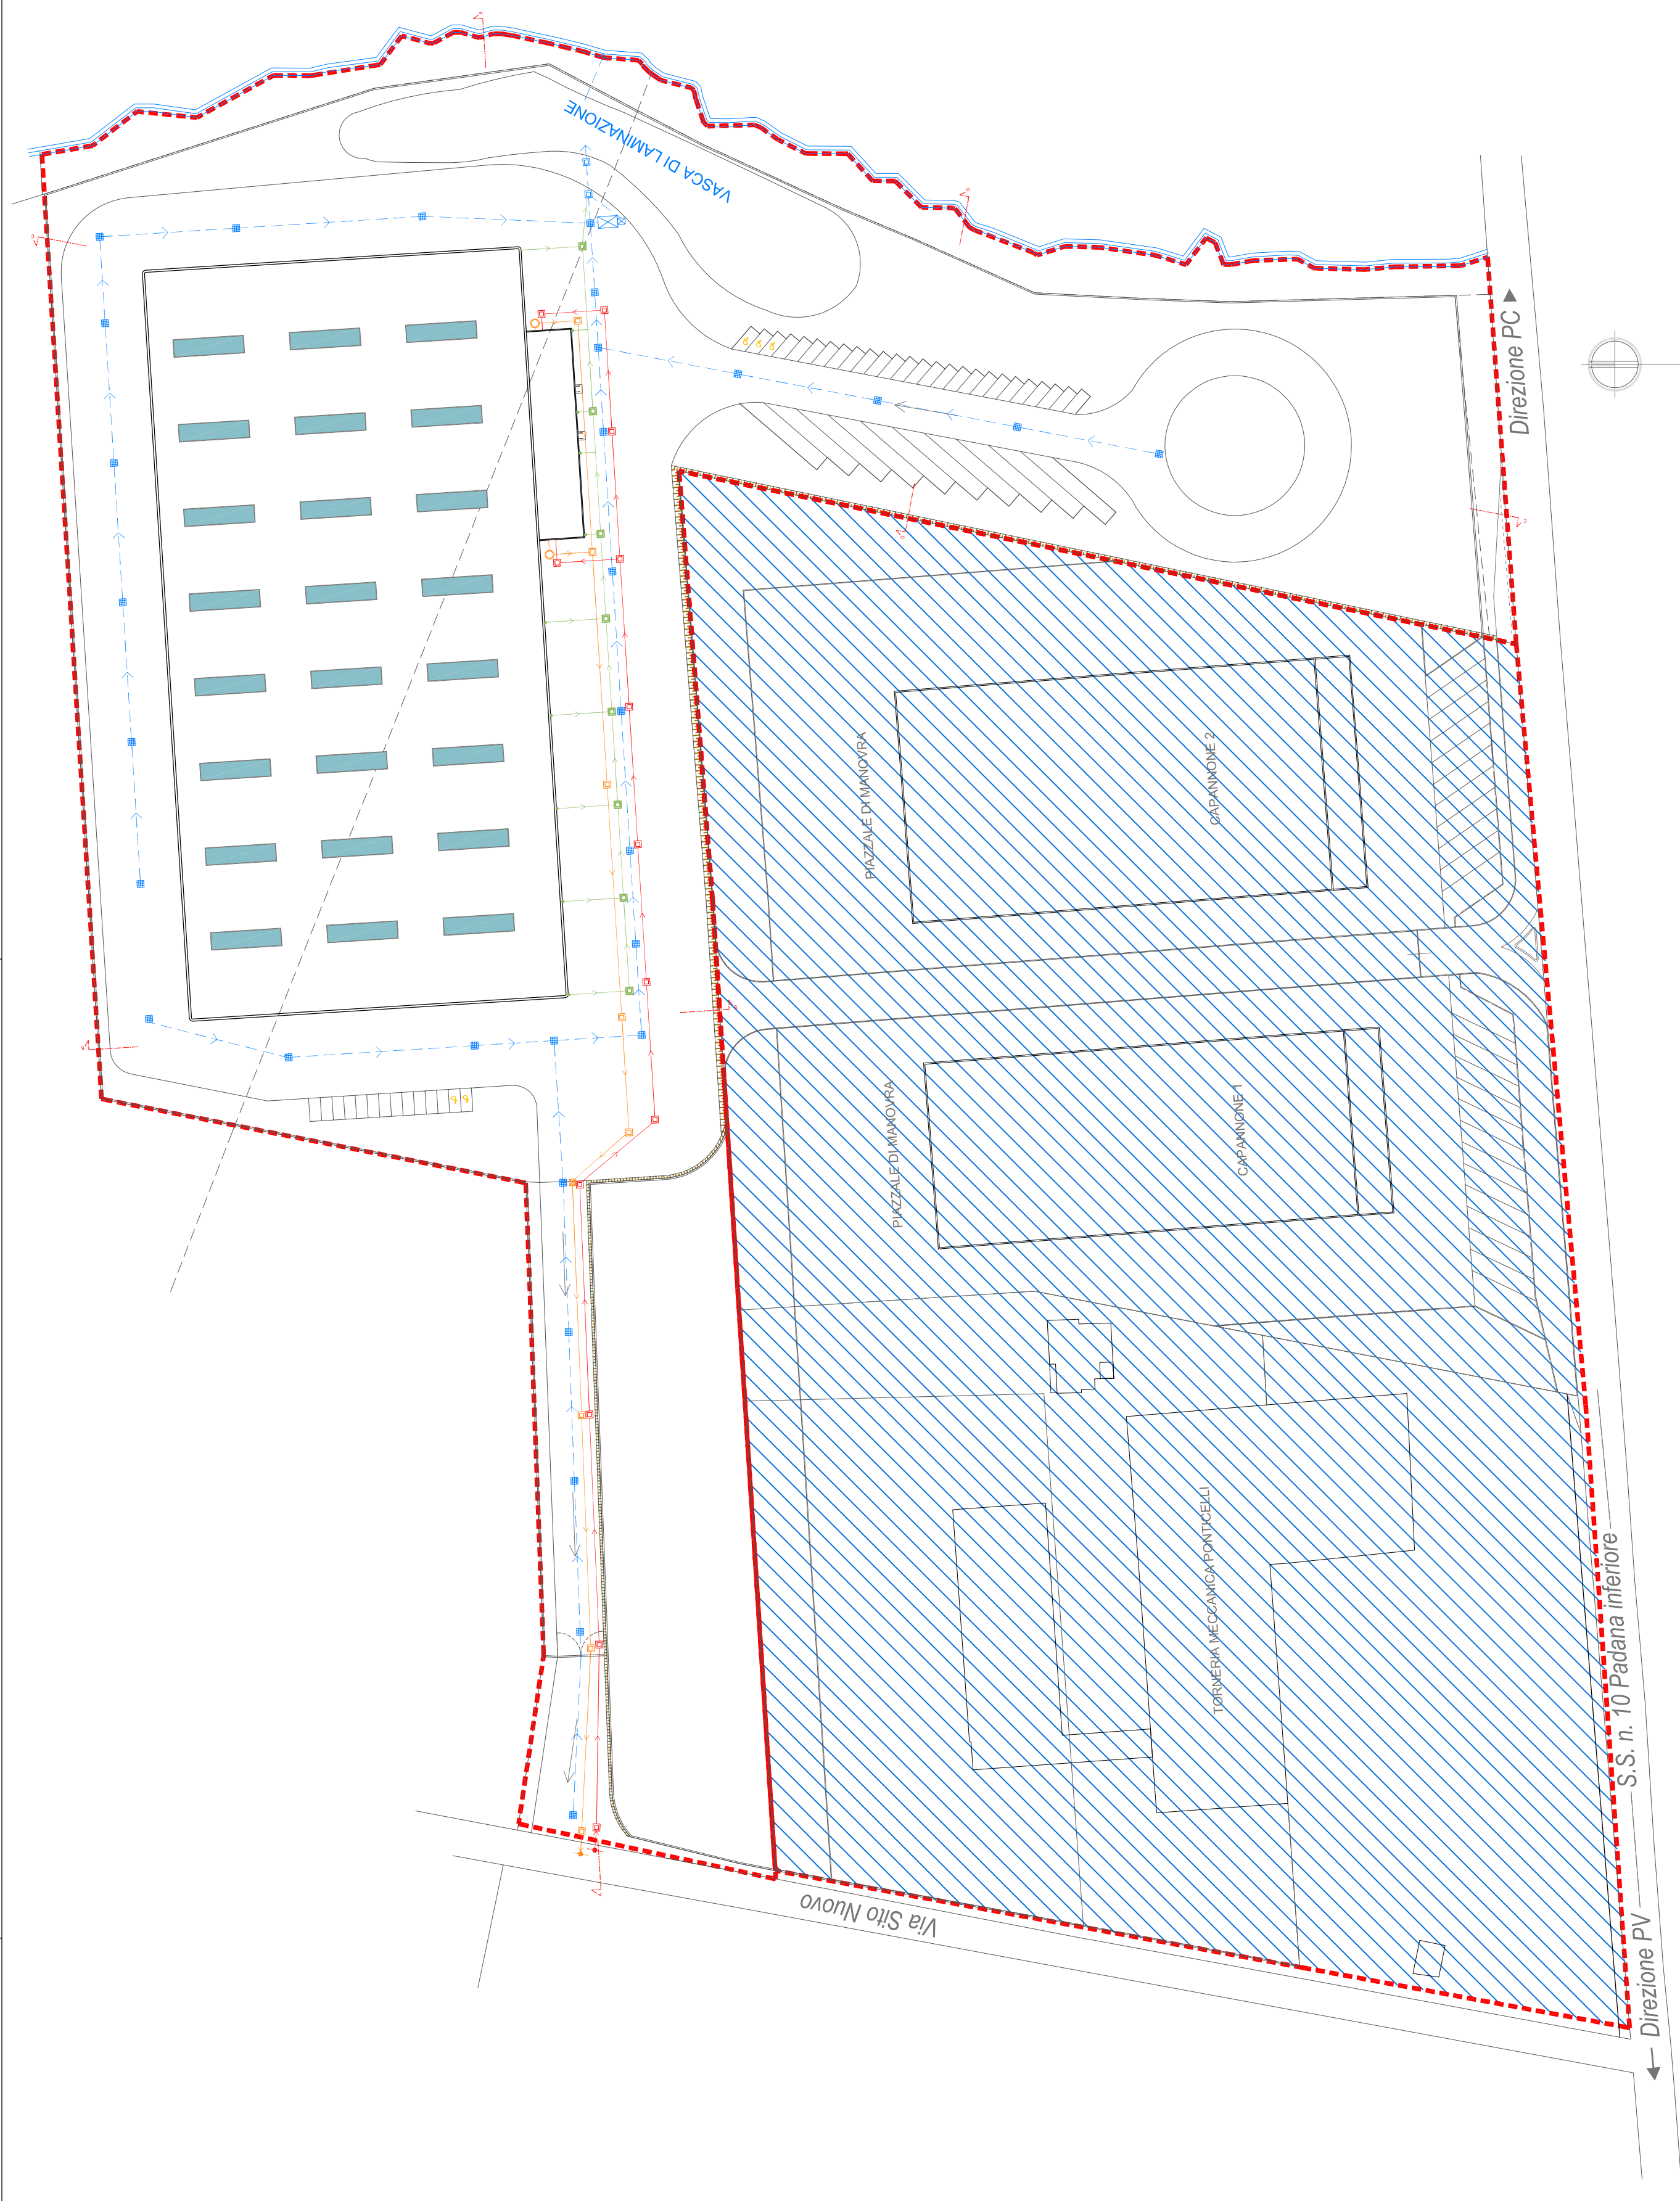 VASCA DI LAMINAZIONE
Direzione PC
PIAZZALE DI MANOVRA
CAPANNONE 2
PIAZZALE DI MANOVRA
CAPANNONE 1
TORNERIA MECCANICA PONTICELLI
S.S. n. 10 Padana inferiore
Via Sito Nuovo
Direzione PV